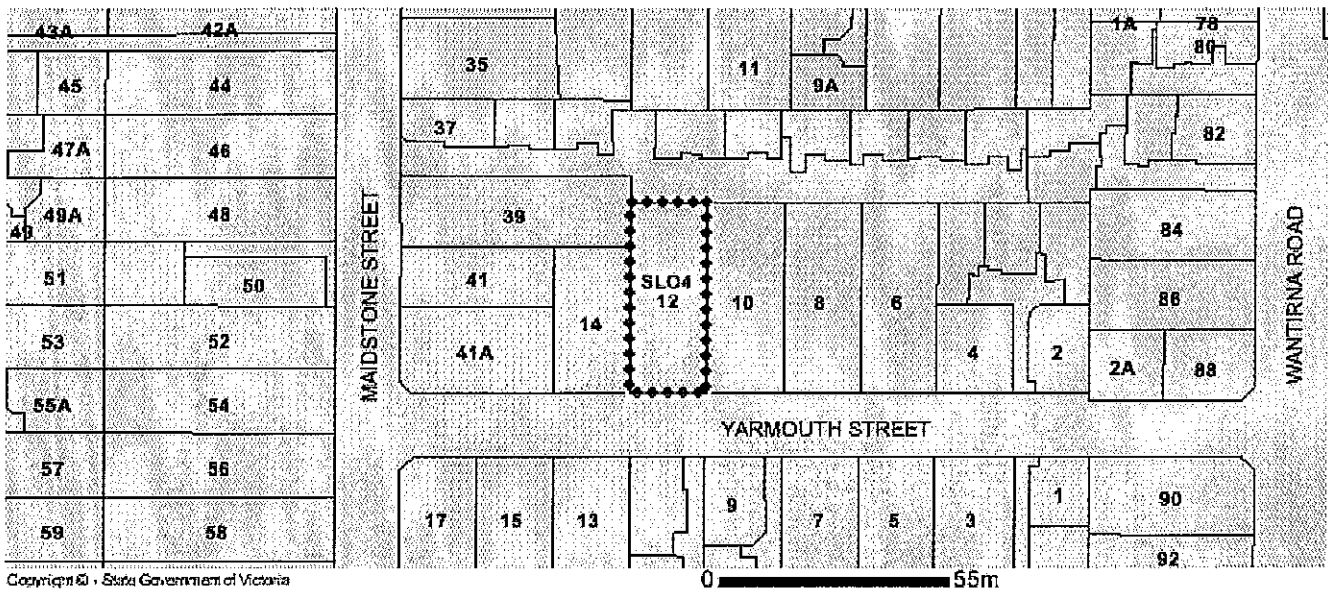 43A 42A 1A 78
35 11 80
45 44 9A
37 82
47A 46
MAIDSTONE STREET
49A 48 39 WANTIRNA ROAD
49 84
51 50 41 SLO4
12 10 8 6 86
53 52 41A 14 4 2 2A 88
55A 54
YARMOUTH STREET
57 56
17 15 13 9 7 5 3 1 90
59 58
92
Copyright © - State Government of Victoria
0 55m